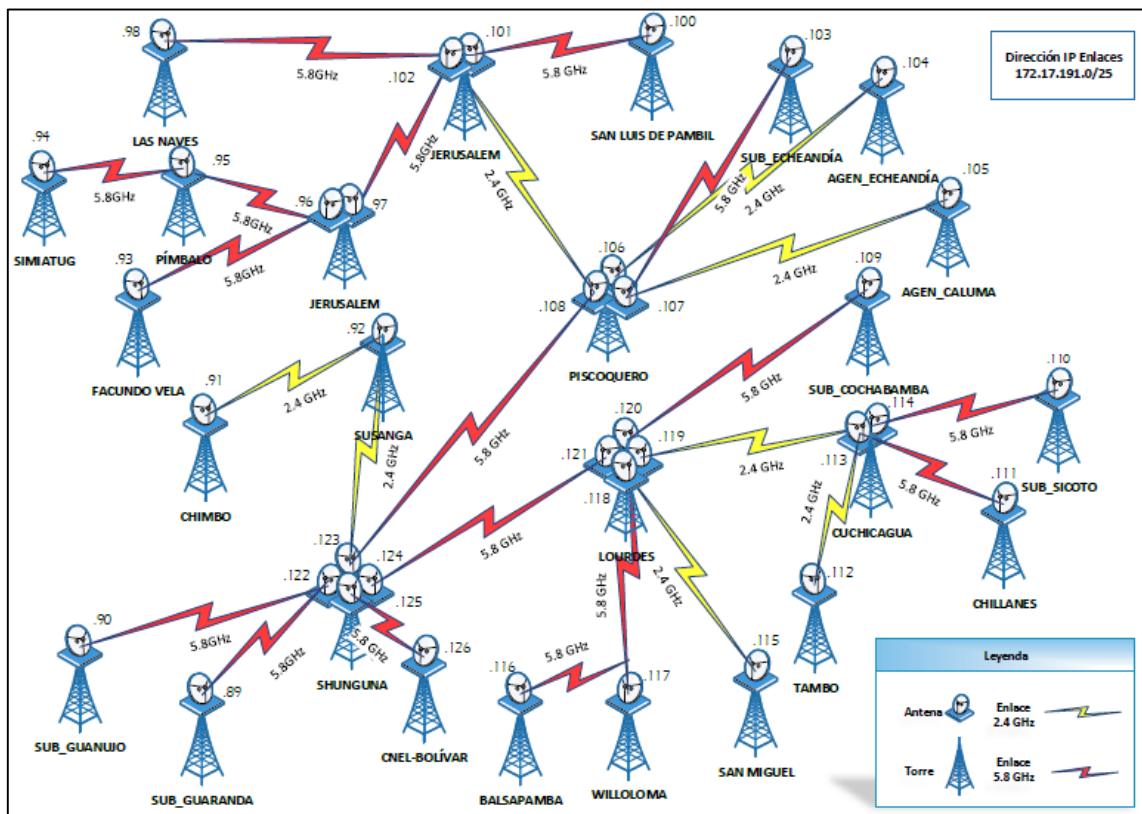 .98
.101
.100
.103
Dirección IP Enlaces
172.17.191.0/25
5.8GHz
5.8 GHz
.104
.102
LAS NAVES
JERUSALEM
SAN LUIS DE PAMBIL
SUB_ECHEANDÍA
AGEN_ECHEANDÍA
.94
.95
5.8GHz
2.4 GHz
5.8 GHz
2.4 GHz
.105
5.8GHz
5.8GHz
.96
.97
SIMIATUG
PÍMBALO
.93
5.8GHz
JERUSALEM
.106
2.4 GHz
.109
AGEN_CALUMA
.108
.107
.92
PISCOQUERO
FACUNDO VELA
.91
2.4 GHz
SUSANGA
5.8 GHz
5.8 GHz
SUB_COCHABAMBA
.110
.114
.120
.119
.121
2.4 GHz
.113
5.8 GHz
2.4 GHz
CHIMBO
.118
5.8 GHz
.111
SUB_SICOTO
2.4 GHz
CUCHICAGUA
LOURDES
.123
.124
5.8 GHz
.122
.125
5.8 GHz
2.4 GHz
.112
CHILLANES
.90
5.8GHz
5.8GHz
5.8 GHz
.126
.89
SHUNGUNA
.116
5.8 GHz
.117
.115
TAMBO
SUB_GUANUJO
CNEL-BOLÍVAR
SUB_GUARANDA
BALSAPAMBA
WILLOLOMA
SAN MIGUEL
Leyenda
Antena
Enlace
2.4 GHz
Torre
Enlace
5.8 GHz